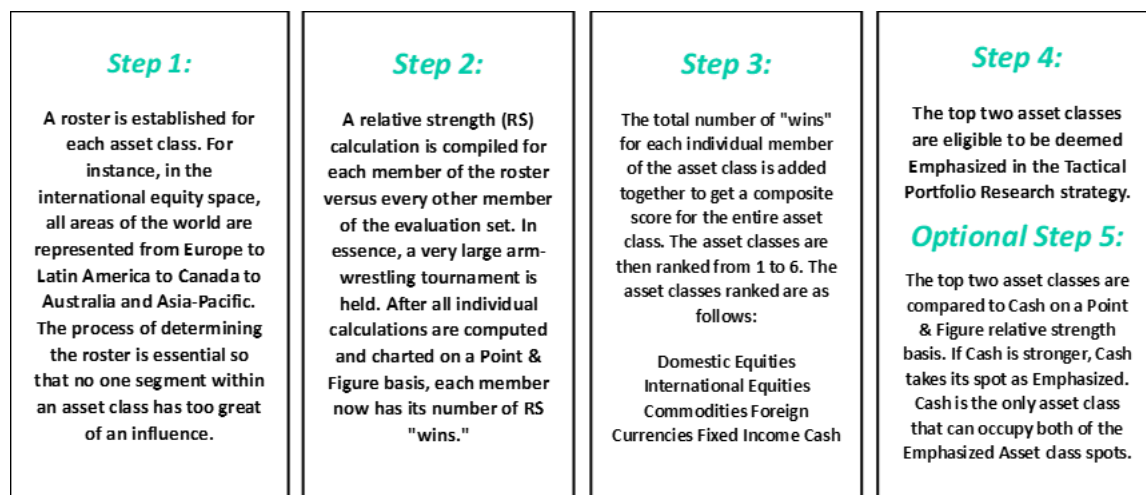 Step 1:
A roster is established for
each asset class. For
instance, in the
international equity space,
all areas of the world are
represented from Europe to
Latin America to Canada to
Australia and Asia-Pacific.
The process of determining
the roster is essential so
that no one segment within
an asset class has too great
of an influence.
Step 2:
A relative strength (RS)
calculation is compiled for
each member of the roster
versus every other member
of the evaluation set. In
essence, a very large arm-
wrestling tournament is
held. After all individual
calculations are computed
and charted on a Point &
Figure basis, each member
now has its number of RS
"wins."
Step 3:
The total number of "wins"
for each individual member
of the asset class is added
together to get a composite
score for the entire asset
class. The asset classes are
then ranked from 1 to 6. The
asset classes ranked are as
follows:
Domestic Equities
International Equities
Commodities Foreign
Currencies Fixed Income Cash
Step 4:
The top two asset classes
are eligible to be deemed
Emphasized in the Tactical
Portfolio Research strategy.
Optional Step 5:
The top two asset classes are
compared to Cash on a Point
& Figure relative strength
basis. If Cash is stronger, Cash
takes its spot as Emphasized.
Cash is the only asset class
that can occupy both of the
Emphasized Asset class spots.